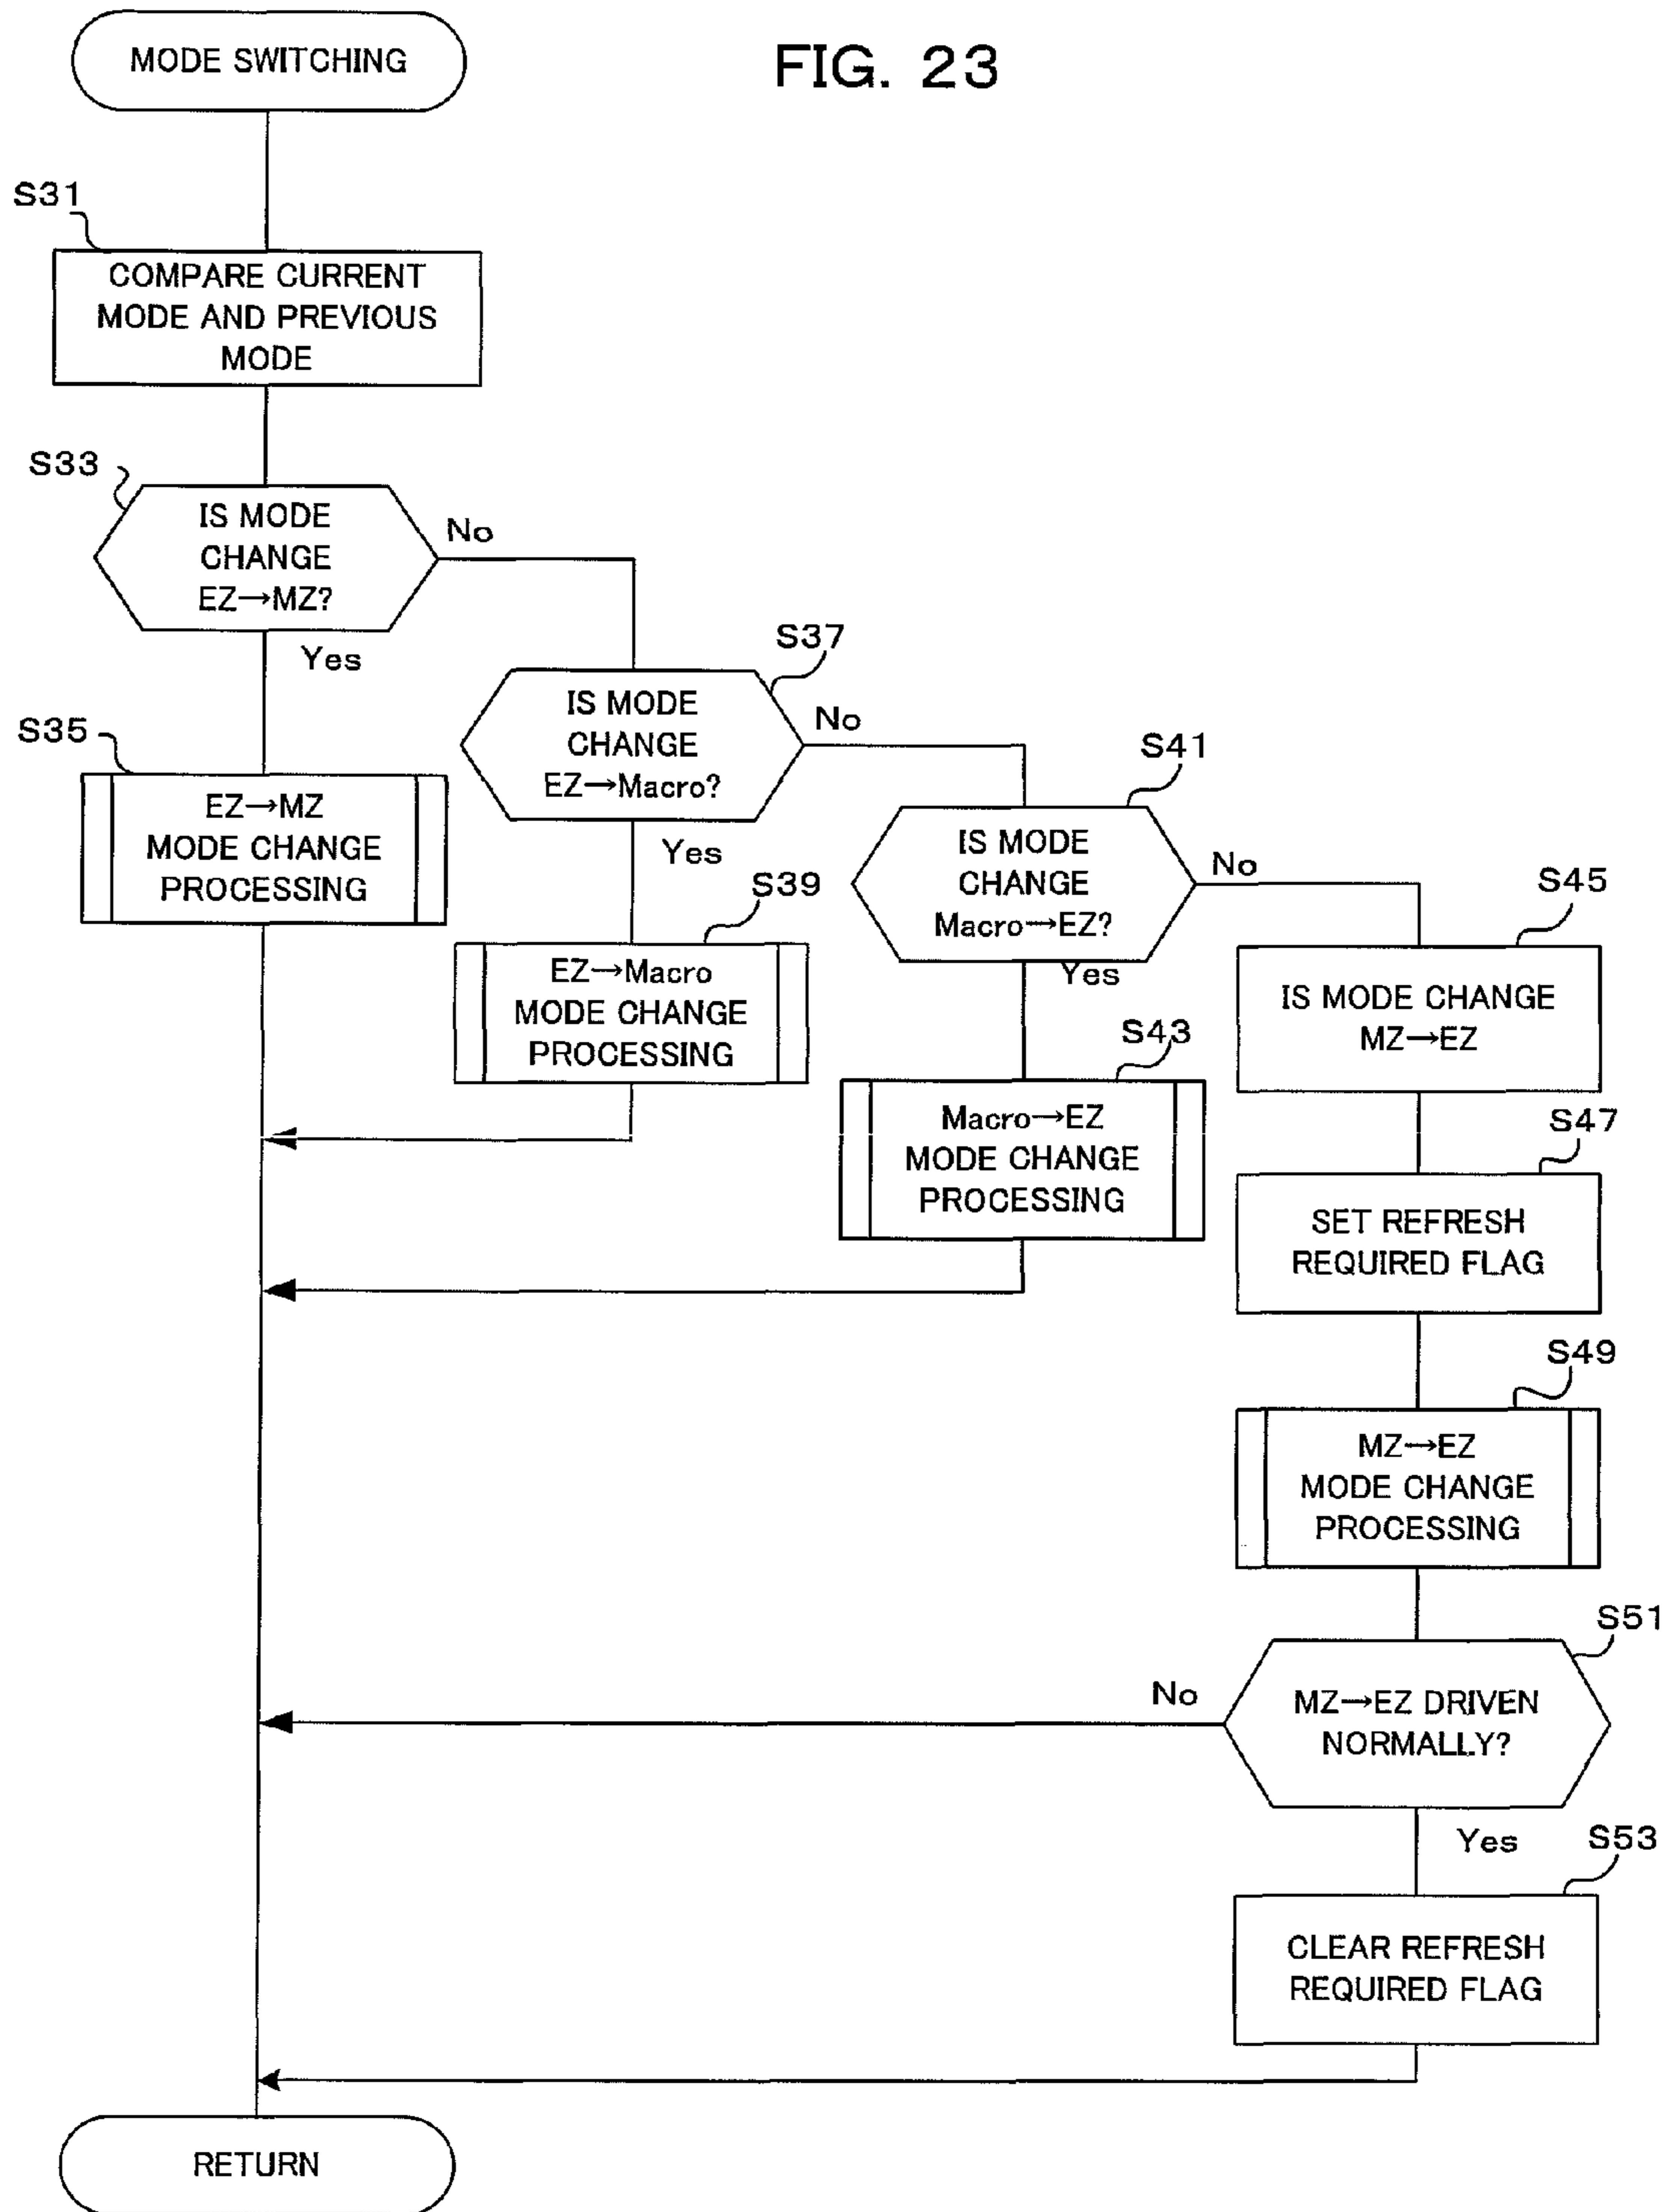 FIG. 23
MODE SWITCHING
S31
COMPARE CURRENT
MODE AND PREVIOUS
MODE
S33
IS MODE
CHANGE
EZ→MZ?
No
Yes
S35
EZ→MZ
MODE CHANGE
PROCESSING
S37
IS MODE
CHANGE
EZ→Macro?
No
Yes
S39
EZ→Macro
MODE CHANGE
PROCESSING
S41
IS MODE
CHANGE
Macro→EZ?
No
Yes
S43
Macro→EZ
MODE CHANGE
PROCESSING
S45
IS MODE CHANGE
MZ→EZ
S47
SET REFRESH
REQUIRED FLAG
S49
MZ→EZ
MODE CHANGE
PROCESSING
S51
MZ→EZ DRIVEN
NORMALLY?
No
Yes
S53
CLEAR REFRESH
REQUIRED FLAG
RETURN